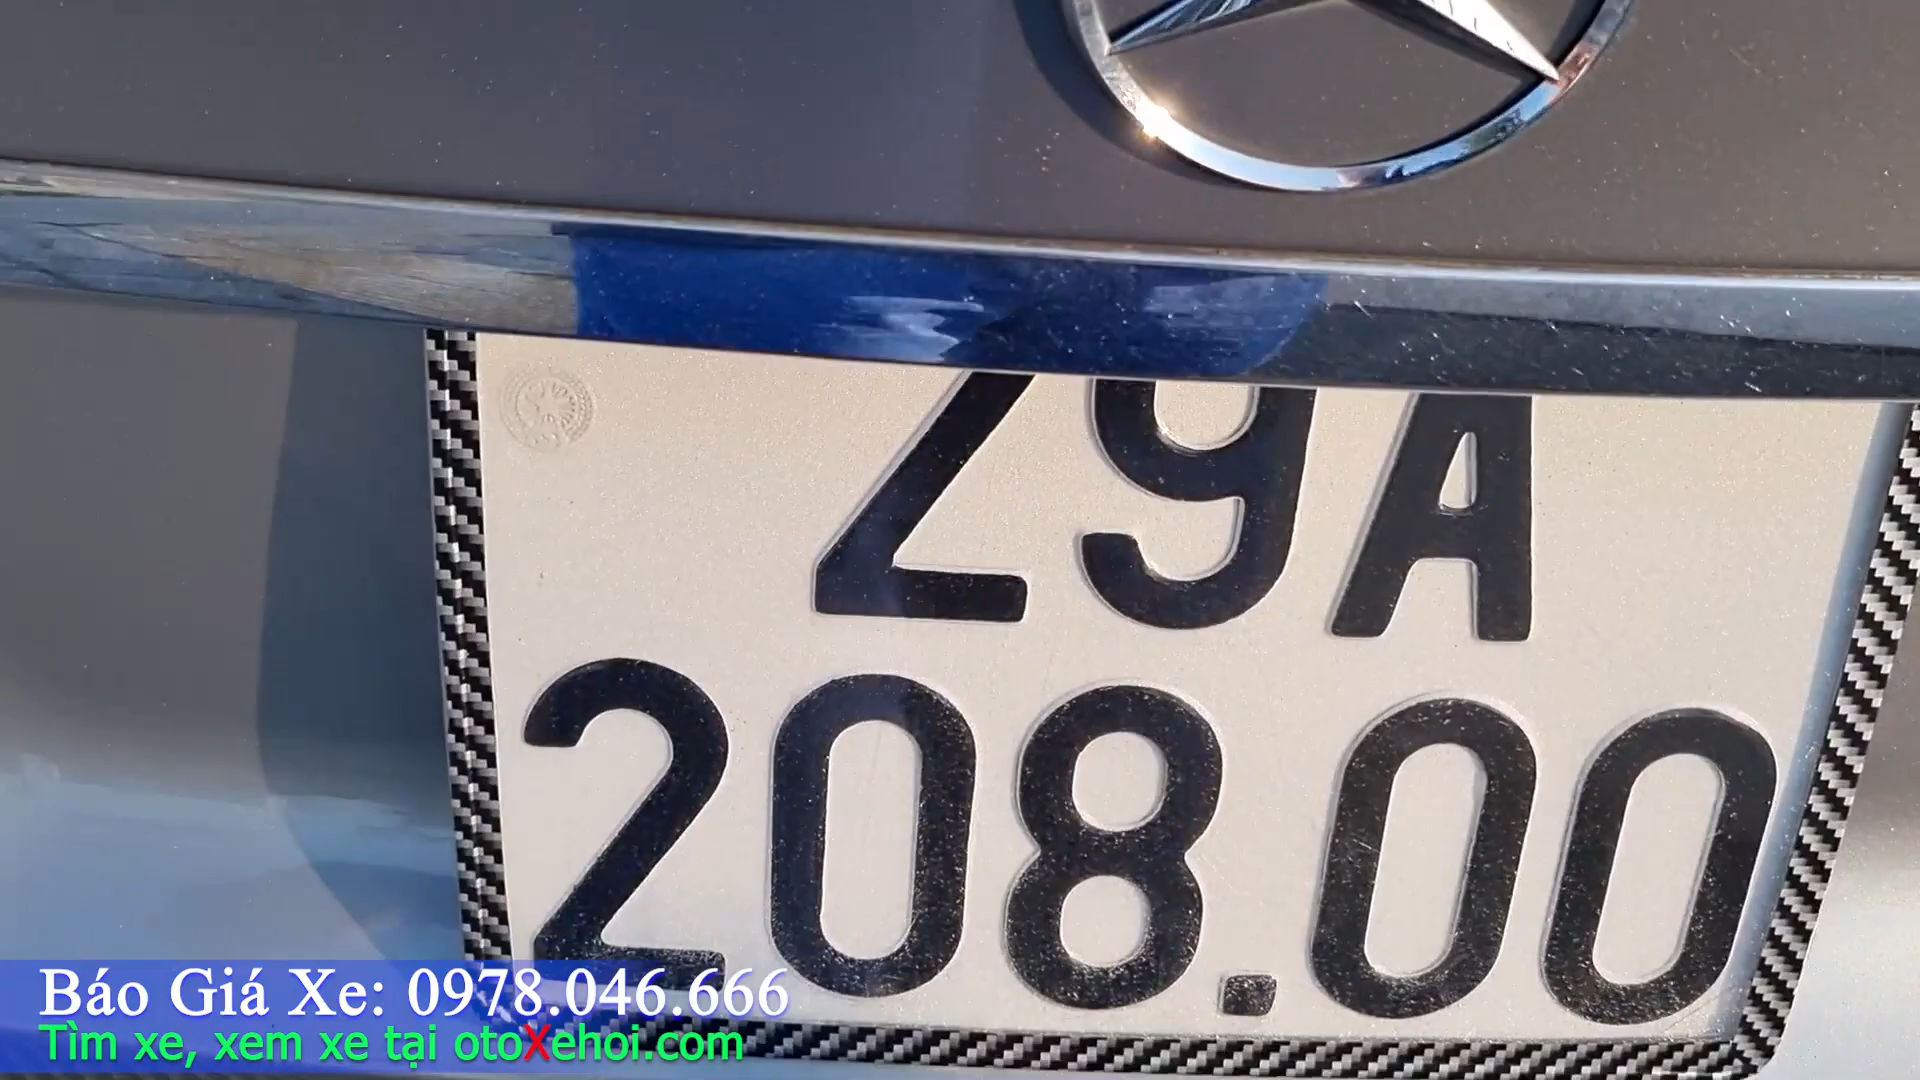 29A
208.00
Báo Giá Xe: 0978.046.666
Tìm xe, xem xe tại otoXehoi.com